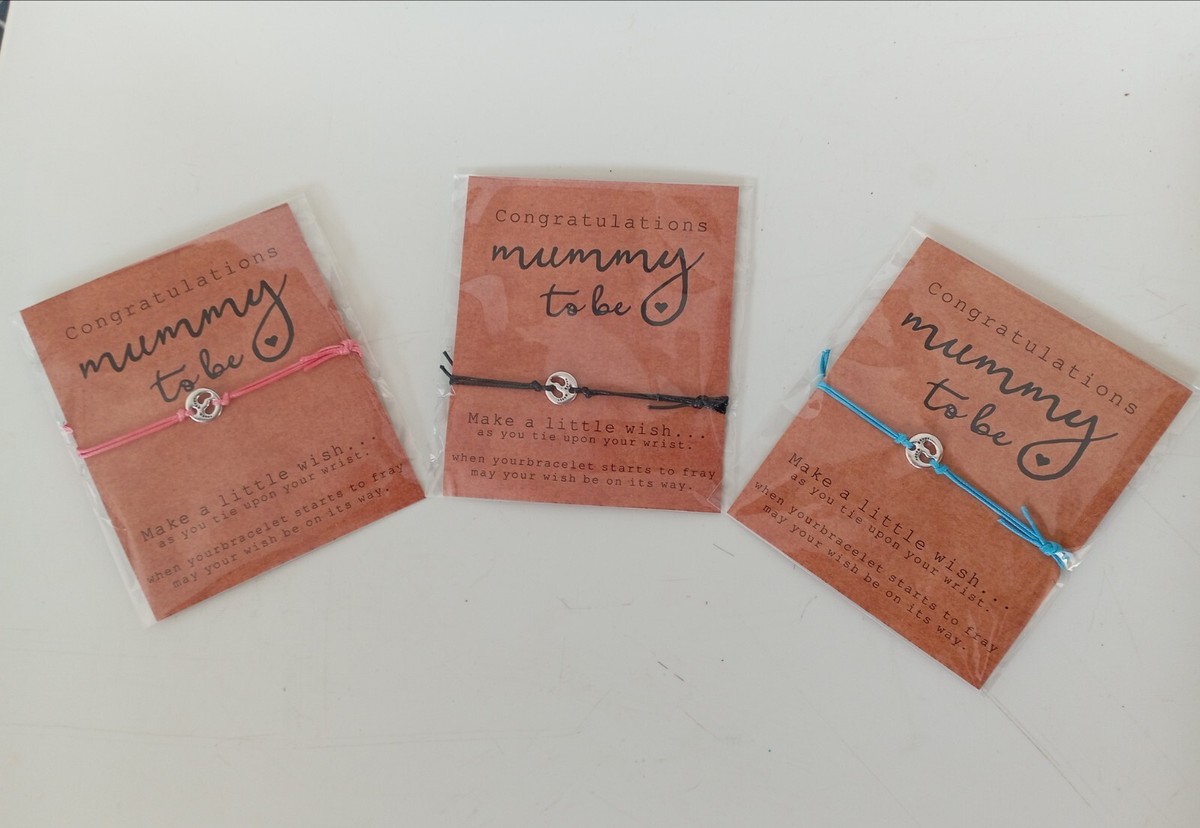 Congratulations
mummy
to be
Make a little wish...
as you tie upon your wrist.
when yourbracelet starts to fray
may your wish be on its way.
Congratulations
mummy
to be
Make a little wish...
as you tie upon your wrist.
when yourbracelet starts to fray
may your wish be on its way.
Congratulations
mummy
to be
Make a little wish...
as you tie upon your wrist.
when yourbracelet starts to fray
may your wish be on its way.